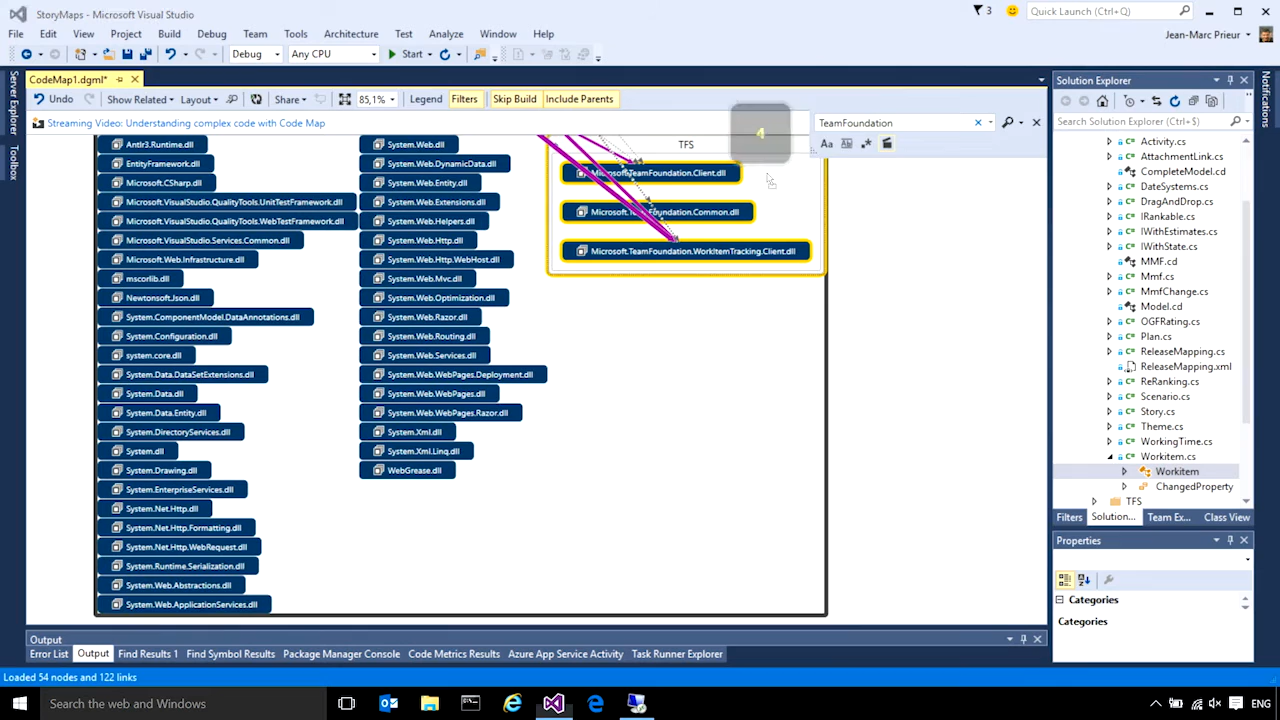 StoryMaps - Microsoft Visual Studio
3
Quick Launch (Ctrl+Q)
File Edit View Project Build Debug Team Tools Architecture Test Analyze Window Help
Jean-Marc Prieur
Debug Any CPU Start
Server Explorer
Toolbox
CodeMap1.dgml*
Undo Show Related Layout Share 85,1% Legend Filters Skip Build Include Parents
Streaming Video: Understanding complex code with Code Map
TeamFoundation
Aa
4
Antlr3.Runtime.dll
EntityFramework.dll
Microsoft.CSharp.dll
Microsoft.VisualStudio.QualityTools.UnitTestFramework.dll
Microsoft.VisualStudio.QualityTools.WebTestFramework.dll
Microsoft.VisualStudio.Services.Common.dll
Microsoft.Web.Infrastructure.dll
mscorlib.dll
Newtonsoft.Json.dll
System.ComponentModel.DataAnnotations.dll
System.Configuration.dll
system.core.dll
System.Data.DataSetExtensions.dll
System.Data.dll
System.Data.Entity.dll
System.DirectoryServices.dll
System.dll
System.Drawing.dll
System.EnterpriseServices.dll
System.Net.Http.dll
System.Net.Http.Formatting.dll
System.Net.Http.WebRequest.dll
System.Runtime.Serialization.dll
System.Web.Abstractions.dll
System.Web.ApplicationServices.dll
System.Web.dll
System.Web.DynamicData.dll
System.Web.Entity.dll
System.Web.Extensions.dll
System.Web.Helpers.dll
System.Web.Http.dll
System.Web.Http.WebHost.dll
System.Web.Mvc.dll
System.Web.Optimization.dll
System.Web.Razor.dll
System.Web.Routing.dll
System.Web.Services.dll
System.Web.WebPages.Deployment.dll
System.Web.WebPages.dll
System.Web.WebPages.Razor.dll
System.Xml.dll
System.Xml.Linq.dll
WebGrease.dll
TFS
Microsoft.TeamFoundation.Client.dll
Microsoft.TeamFoundation.Common.dll
Microsoft.TeamFoundation.WorkItemTracking.Client.dll
Solution Explorer
Search Solution Explorer (Ctrl+;)
Activity.cs
AttachmentLink.cs
CompleteModel.cd
DateSystems.cs
DragAndDrop.cs
IRankable.cs
IWithEstimates.cs
IWithState.cs
MMF.cd
Mmf.cs
MmfChange.cs
Model.cd
OGFRating.cs
Plan.cs
ReleaseMapping.cs
ReleaseMapping.xml
ReRanking.cs
Scenario.cs
Story.cs
Theme.cs
WorkingTime.cs
Workitem.cs
Workitem
ChangedProperty
TFS
Filters Solution... Team Ex... Class View
Properties
Categories
Categories
Notifications
Output
Error List Output Find Results 1 Find Symbol Results Package Manager Console Code Metrics Results Azure App Service Activity Task Runner Explorer
Loaded 54 nodes and 122 links
Search the web and Windows
ENG